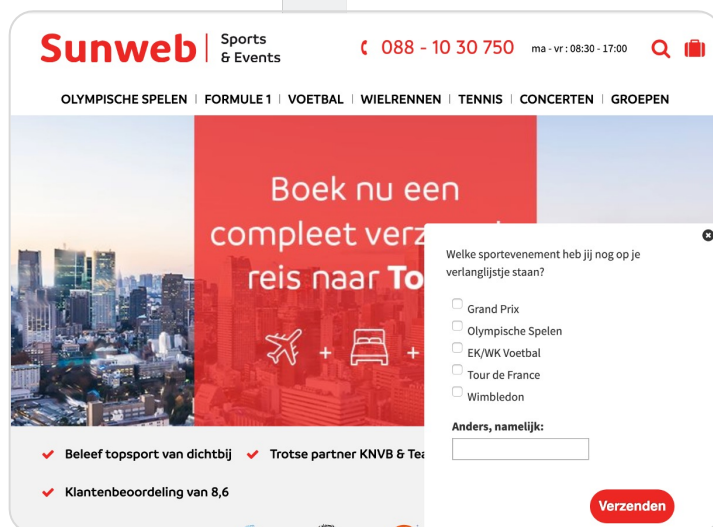 Sunweb
Sports
& Events
088 - 10 30 750
ma - vr : 08:30 - 17:00
OLYMPISCHE SPELEN | FORMULE 1 | VOETBAL | WIELRENNEN | TENNIS | CONCERTEN | GROEPEN
Boek nu een
compleet
reis naar
Welke sportevenement heb jij nog op je
verlanglijstje staan?
Grand Prix
Olympische Spelen
EK/WK Voetbal
Tour de France
Wimbledon
Anders, namelijk:
Verzenden
Beleef topsport van dichtbij
Trotse partner KNVB &
Klantenbeoordeling van 8,6